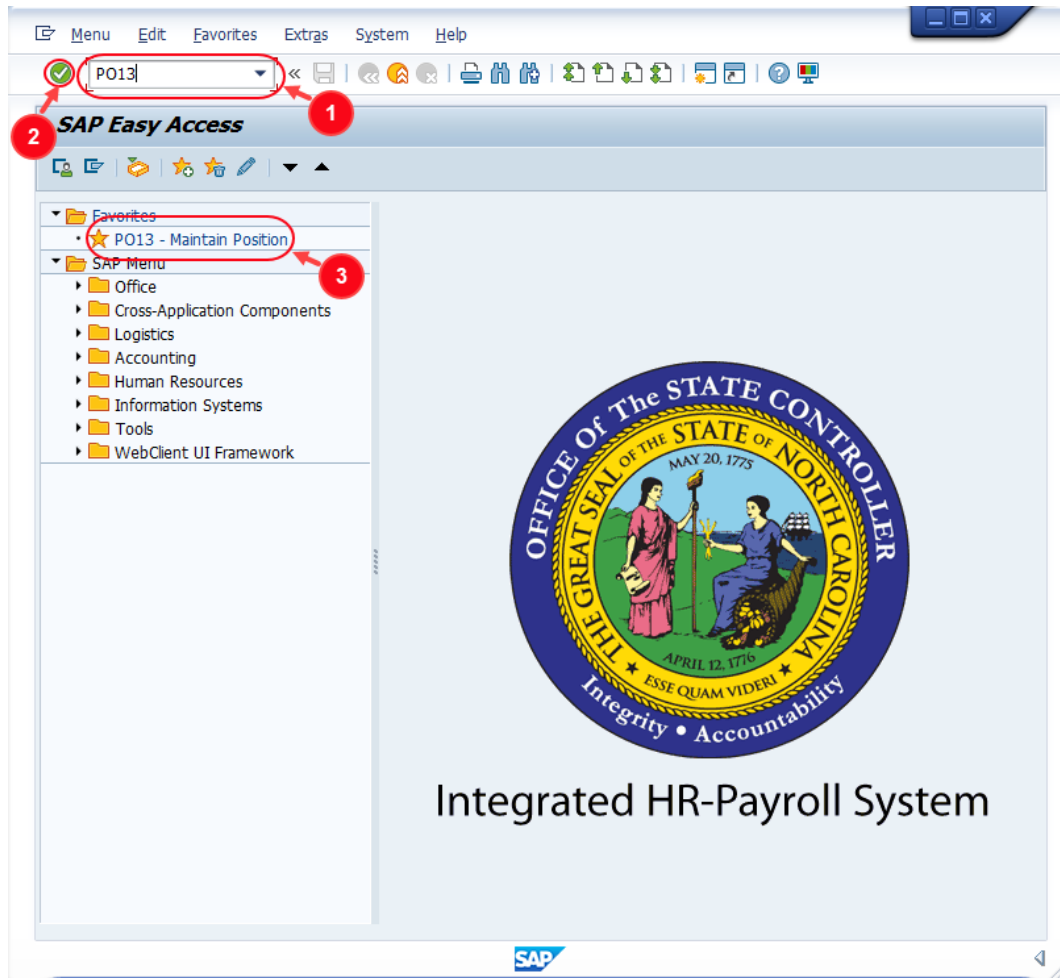 Menu Edit Favorites Extras System Help
PO13
1
2
SAP Easy Access
Favorites
PO13 - Maintain Position
3
SAP Menu
Office
Cross-Application Components
Logistics
Accounting
Human Resources
Information Systems
Tools
WebClient UI Framework
Office Of The STATE CONTROLLER
THE GREAT SEAL OF THE STATE OF NORTH CAROLINA
MAY 20, 1775
APRIL 12, 1776
ESSE QUAM VIDERI
Integrity • Accountability
Integrated HR-Payroll System
SAP